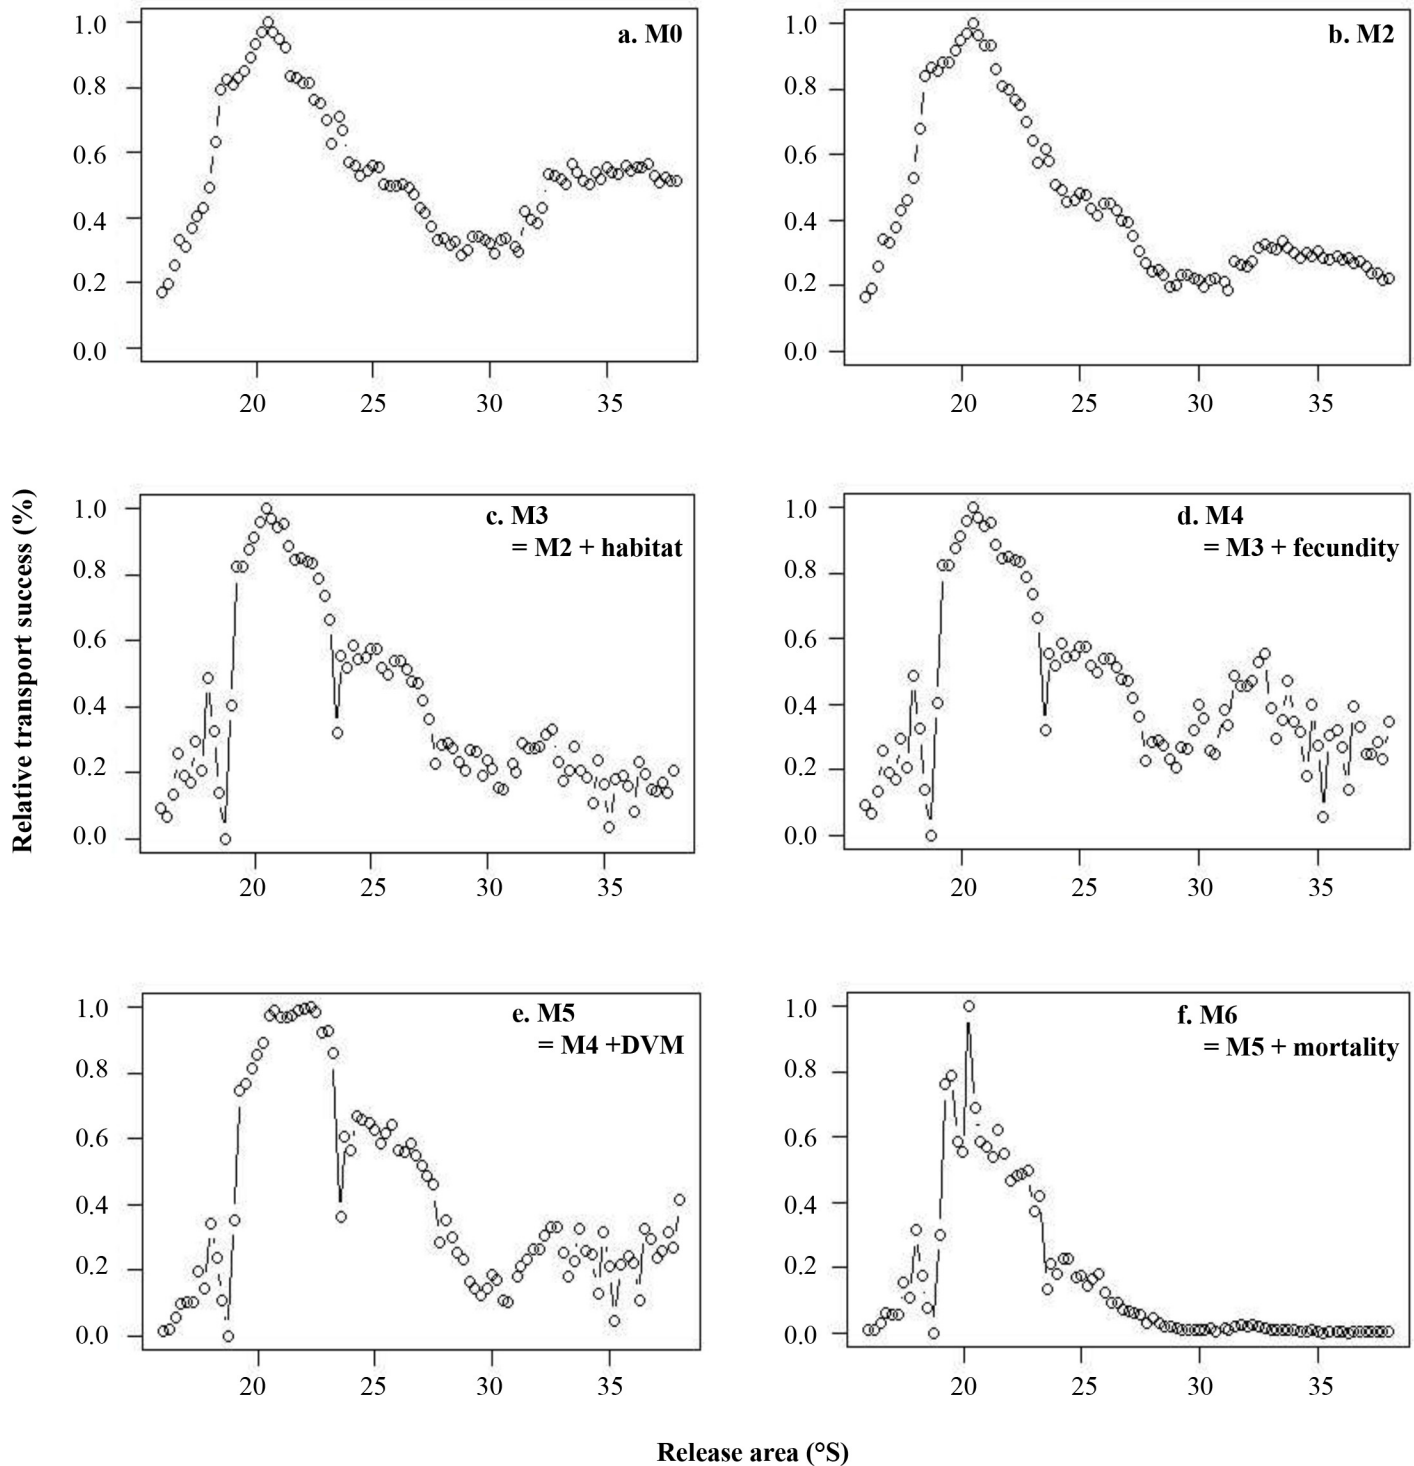 a. M0
1.0
0.8
0.6
0.4
0.2
0.0
20 25 30 35
b. M2
1.0
0.8
0.6
0.4
0.2
0.0
20 25 30 35
Relative transport success (%)
c. M3
= M2 + habitat
1.0
0.8
0.6
0.4
0.2
0.0
20 25 30 35
d. M4
= M3 + fecundity
1.0
0.8
0.6
0.4
0.2
0.0
20 25 30 35
e. M5
= M4 +DVM
1.0
0.8
0.6
0.4
0.2
0.0
20 25 30 35
f. M6
= M5 + mortality
1.0
0.8
0.6
0.4
0.2
0.0
20 25 30 35
Release area (°S)